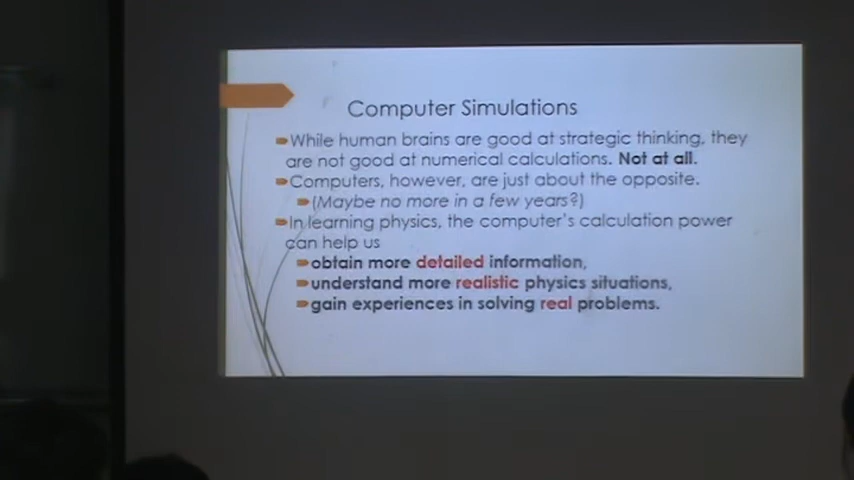 Computer Simulations
While human brains are good at strategic thinking, they
are not good at numerical calculations. Not at all.
Computers, however, are just about the opposite.
(Maybe no more in a few years?)
In learning physics, the computer's calculation power
can help us
obtain more detailed information,
understand more realistic physics situations,
gain experiences in solving real problems.